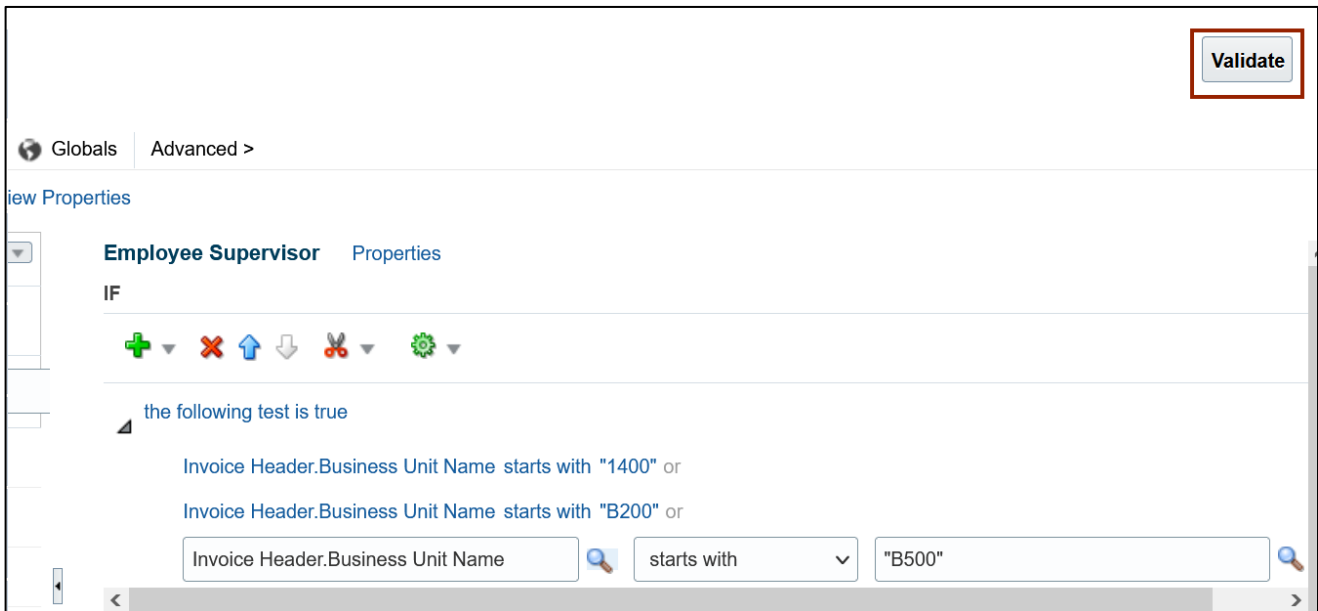 Validate
Globals Advanced >
iew Properties
Employee Supervisor Properties
IF
the following test is true
Invoice Header.Business Unit Name starts with "1400" or
Invoice Header.Business Unit Name starts with "B200" or
Invoice Header.Business Unit Name starts with "B500"